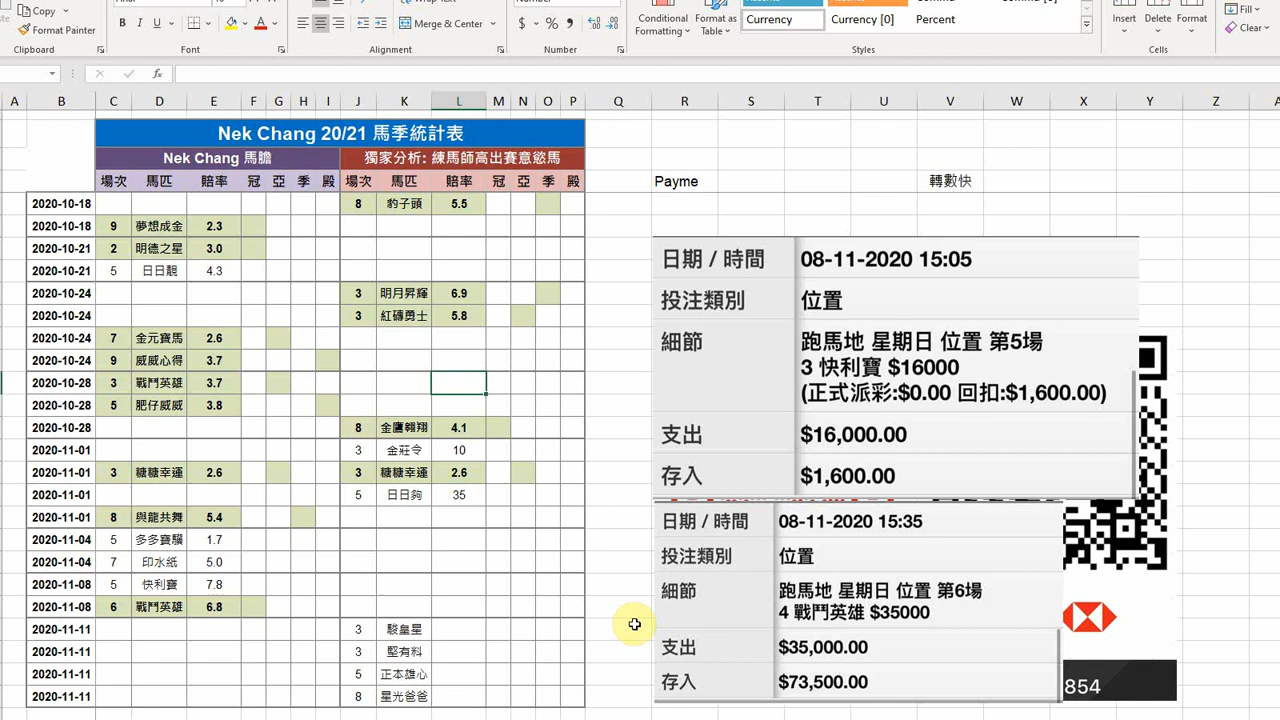 Copy
Format Painter
Clipboard
B I U
Font
Merge & Center
Alignment
$ % 9
Number
Conditional Formatting
Format as Table
Currency
Currency [0]
Percent
Styles
Insert
Delete
Format
Cells
Fill
Clear
fx
A B C D E F G H I J K L M N O P Q R S T U V W X Y Z
Nek Chang 20/21 馬季統計表
Nek Chang 馬膽 獨家分析: 練馬師高出賽意慾馬
場次 馬匹 賠率 冠 亞 季 殿 場次 馬匹 賠率 冠 亞 季 殿
Payme 轉數快
2020-10-18 8 豹子頭 5.5
2020-10-18 9 夢想成金 2.3
2020-10-21 2 明德之星 3.0
2020-10-21 5 日日靚 4.3
2020-10-24 3 明月昇輝 6.9
2020-10-24 3 紅磚勇士 5.8
2020-10-24 7 金元寶馬 2.6
2020-10-24 9 威威心得 3.7
2020-10-28 3 戰鬥英雄 3.7
2020-10-28 5 肥仔威威 3.8
2020-10-28 8 金鷹翱翔 4.1
2020-11-01 3 金莊令 10
2020-11-01 3 糖糖幸運 2.6 3 糖糖幸運 2.6
2020-11-01 5 日日夠 35
2020-11-01 8 與龍共舞 5.4
2020-11-04 5 多多寶驥 1.7
2020-11-04 7 印水紙 5.0
2020-11-08 5 快利寶 7.8
2020-11-08 6 戰鬥英雄 6.8
2020-11-11 3 駿皇星
2020-11-11 3 堅有料
2020-11-11 5 正本雄心
2020-11-11 8 星光爸爸
日期 / 時間 08-11-2020 15:05
投注類別 位置
細節 跑馬地 星期日 位置 第5場
3 快利寶 $16000
(正式派彩:$0.00 回扣:$1,600.00)
支出 $16,000.00
存入 $1,600.00
日期 / 時間 08-11-2020 15:35
投注類別 位置
細節 跑馬地 星期日 位置 第6場
4 戰鬥英雄 $35000
支出 $35,000.00
存入 $73,500.00
854